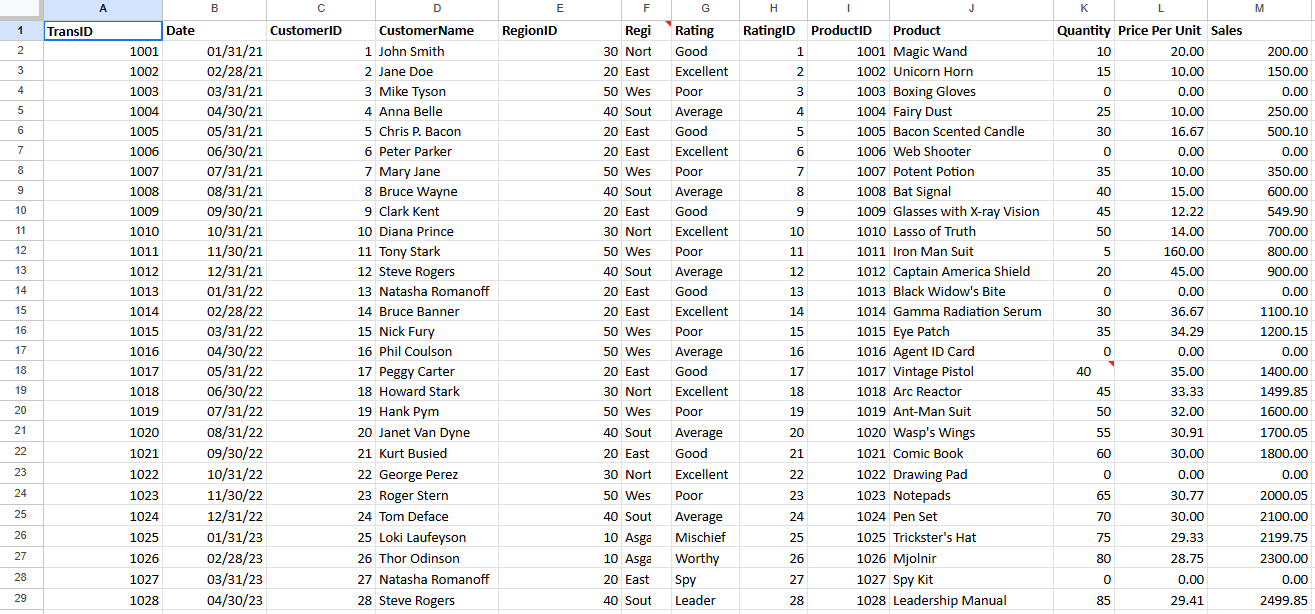 A B C D E F G H I J K L M
1 TransID Date CustomerID CustomerName RegionID Regi Rating RatingID ProductID Product Quantity Price Per Unit Sales
2 1001 01/31/21 1 John Smith 30 Nort Good 1 1001 Magic Wand 10 20.00 200.00
3 1002 02/28/21 2 Jane Doe 20 East Excellent 2 1002 Unicorn Horn 15 10.00 150.00
4 1003 03/31/21 3 Mike Tyson 50 Wes Poor 3 1003 Boxing Gloves 0 0.00 0.00
5 1004 04/30/21 4 Anna Belle 40 Sout Average 4 1004 Fairy Dust 25 10.00 250.00
6 1005 05/31/21 5 Chris P. Bacon 20 East Good 5 1005 Bacon Scented Candle 30 16.67 500.10
7 1006 06/30/21 6 Peter Parker 20 East Excellent 6 1006 Web Shooter 0 0.00 0.00
8 1007 07/31/21 7 Mary Jane 50 Wes Poor 7 1007 Potent Potion 35 10.00 350.00
9 1008 08/31/21 8 Bruce Wayne 40 Sout Average 8 1008 Bat Signal 40 15.00 600.00
10 1009 09/30/21 9 Clark Kent 20 East Good 9 1009 Glasses with X-ray Vision 45 12.22 549.90
11 1010 10/31/21 10 Diana Prince 30 Nort Excellent 10 1010 Lasso of Truth 50 14.00 700.00
12 1011 11/30/21 11 Tony Stark 50 Wes Poor 11 1011 Iron Man Suit 5 160.00 800.00
13 1012 12/31/21 12 Steve Rogers 40 Sout Average 12 1012 Captain America Shield 20 45.00 900.00
14 1013 01/31/22 13 Natasha Romanoff 20 East Good 13 1013 Black Widow's Bite 0 0.00 0.00
15 1014 02/28/22 14 Bruce Banner 20 East Excellent 14 1014 Gamma Radiation Serum 30 36.67 1100.10
16 1015 03/31/22 15 Nick Fury 50 Wes Poor 15 1015 Eye Patch 35 34.29 1200.15
17 1016 04/30/22 16 Phil Coulson 50 Wes Average 16 1016 Agent ID Card 0 0.00 0.00
18 1017 05/31/22 17 Peggy Carter 20 East Good 17 1017 Vintage Pistol 40 35.00 1400.00
19 1018 06/30/22 18 Howard Stark 30 Nort Excellent 18 1018 Arc Reactor 45 33.33 1499.85
20 1019 07/31/22 19 Hank Pym 50 Wes Poor 19 1019 Ant-Man Suit 50 32.00 1600.00
21 1020 08/31/22 20 Janet Van Dyne 40 Sout Average 20 1020 Wasp's Wings 55 30.91 1700.05
22 1021 09/30/22 21 Kurt Busied 20 East Good 21 1021 Comic Book 60 30.00 1800.00
23 1022 10/31/22 22 George Perez 30 Nort Excellent 22 1022 Drawing Pad 0 0.00 0.00
24 1023 11/30/22 23 Roger Stern 50 Wes Poor 23 1023 Notepads 65 30.77 2000.05
25 1024 12/31/22 24 Tom Deface 40 Sout Average 24 1024 Pen Set 70 30.00 2100.00
26 1025 01/31/23 25 Loki Laufeyson 10 Asga Mischief 25 1025 Trickster's Hat 75 29.33 2199.75
27 1026 02/28/23 26 Thor Odinson 10 Asga Worthy 26 1026 Mjolnir 80 28.75 2300.00
28 1027 03/31/23 27 Natasha Romanoff 20 East Spy 27 1027 Spy Kit 0 0.00 0.00
29 1028 04/30/23 28 Steve Rogers 40 Sout Leader 28 1028 Leadership Manual 85 29.41 2499.85